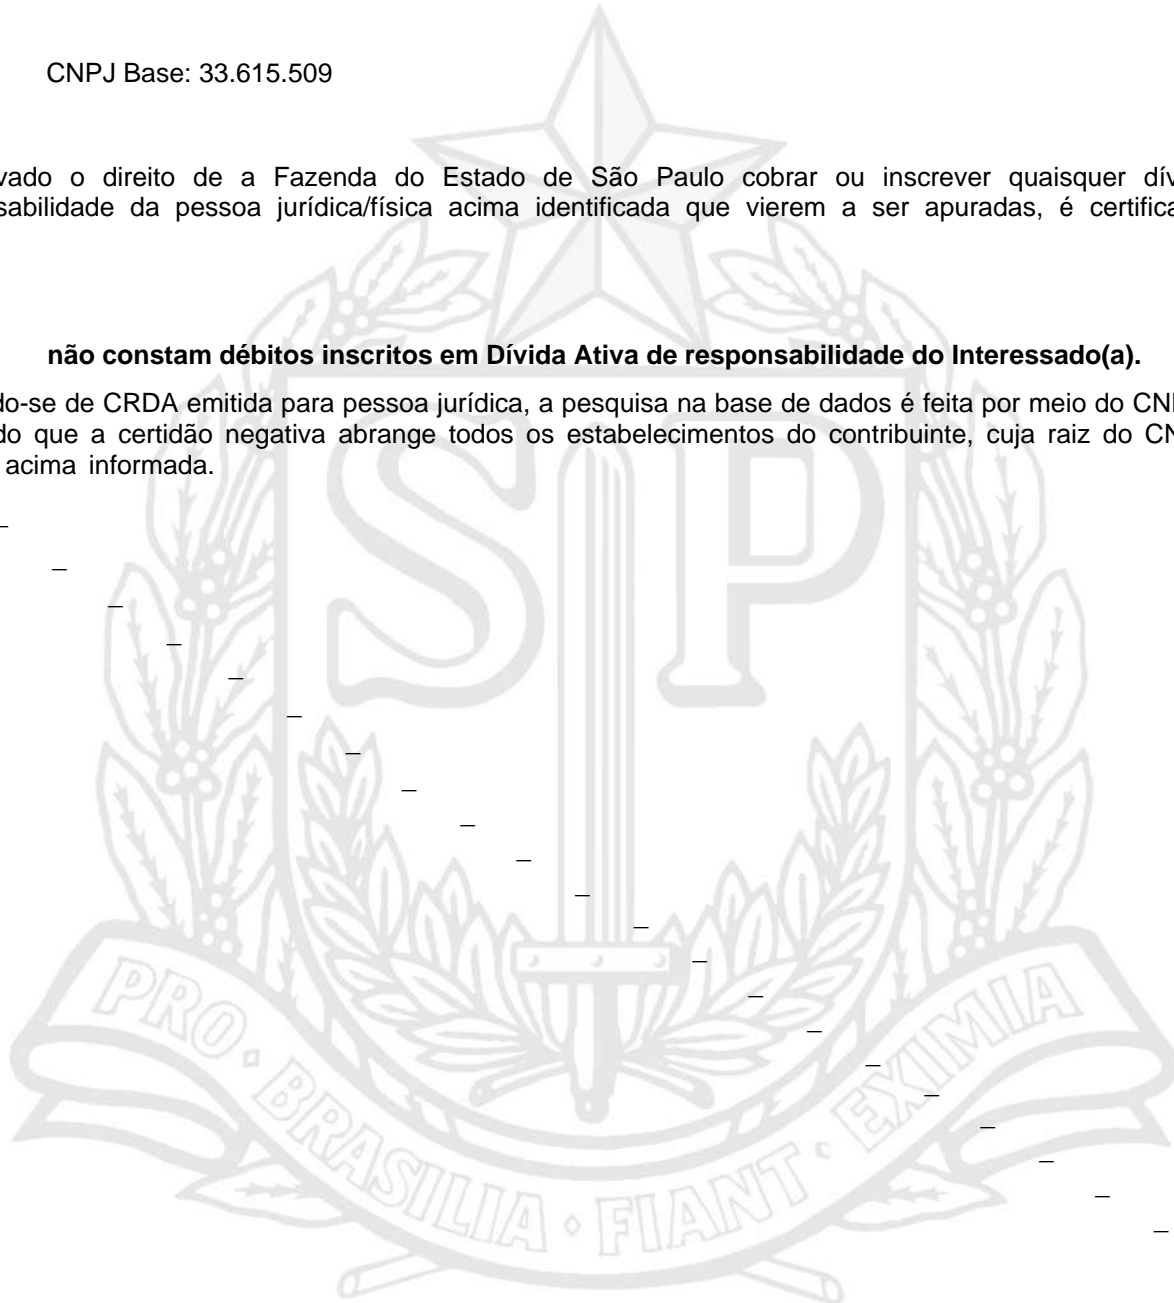 CNPJ Base: 33.615.509
vado o direito de a Fazenda do Estado de São Paulo cobrar ou inscrever quaisquer dív
sabilidade da pessoa jurídica/física acima identificada que vierem a ser apuradas, é certifica
não constam débitos inscritos em Dívida Ativa de responsabilidade do Interessado(a).
do-se de CRDA emitida para pessoa jurídica, a pesquisa na base de dados é feita por meio do CN
do que a certidão negativa abrange todos os estabelecimentos do contribuinte, cuja raiz do CN
acima informada.
SP
PRO · BRASILIA · FIANT · EXIMIA